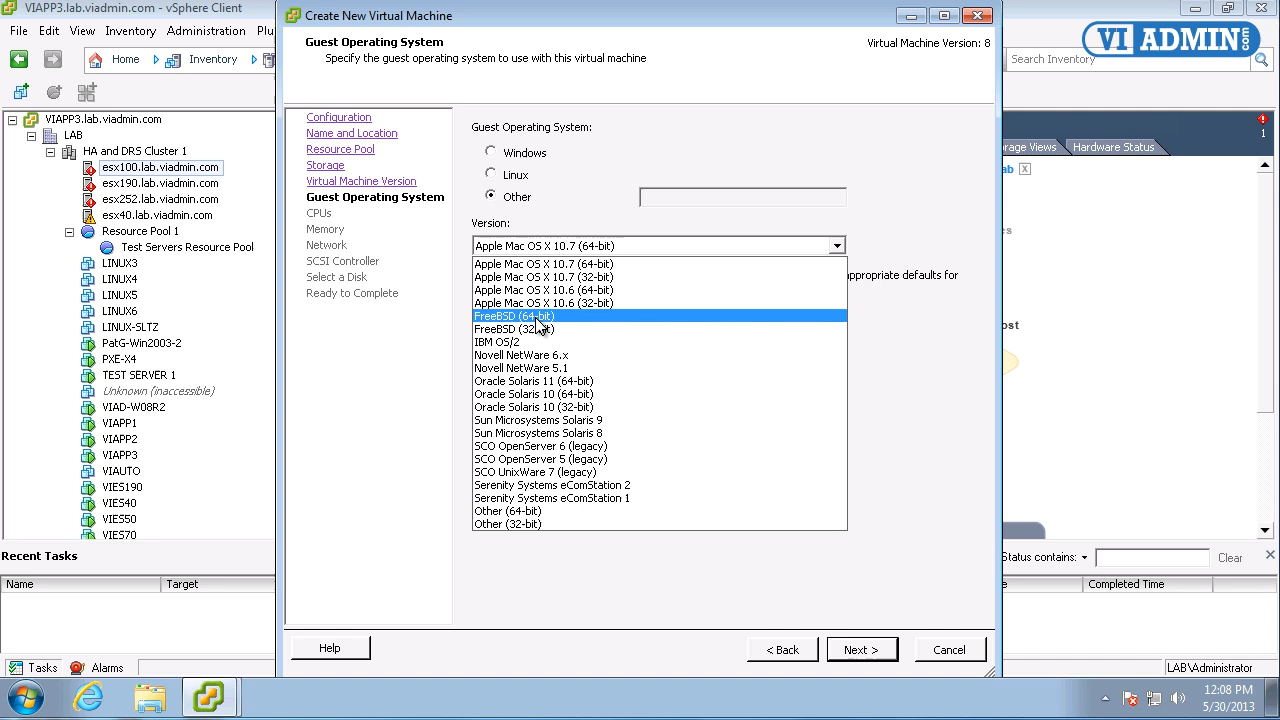 VIAPP3.lab.viadmin.com - vSphere Client
File Edit View Inventory Administration Plu
Home Inventory
VIAPP3.lab.viadmin.com
LAB
HA and DRS Cluster 1
esx100.lab.viadmin.com
esx190.lab.viadmin.com
esx252.lab.viadmin.com
esx40.lab.viadmin.com
Resource Pool 1
Test Servers Resource Pool
LINUX3
LINUX4
LINUX5
LINUX6
LINUX-SLTZ
PatG-Win2003-2
PXE-X4
TEST SERVER 1
Unknown (inaccessible)
VIAD-W08R2
VIAPP1
VIAPP2
VIAPP3
VIAUTO
VIES190
VIES40
VIES50
VIES70
Create New Virtual Machine
Guest Operating System
Specify the guest operating system to use with this virtual machine
Virtual Machine Version: 8
Configuration
Name and Location
Resource Pool
Storage
Virtual Machine Version
Guest Operating System
CPUs
Memory
Network
SCSI Controller
Select a Disk
Ready to Complete
Guest Operating System:
Windows
Linux
Other
Version:
Apple Mac OS X 10.7 (64-bit)
Apple Mac OS X 10.7 (64-bit)
Apple Mac OS X 10.7 (32-bit)
Apple Mac OS X 10.6 (64-bit)
Apple Mac OS X 10.6 (32-bit)
FreeBSD (64-bit)
FreeBSD (32-bit)
IBM OS/2
Novell NetWare 6.x
Novell NetWare 5.1
Oracle Solaris 11 (64-bit)
Oracle Solaris 10 (64-bit)
Oracle Solaris 10 (32-bit)
Sun Microsystems Solaris 9
Sun Microsystems Solaris 8
SCO OpenServer 6 (legacy)
SCO OpenServer 5 (legacy)
SCO UnixWare 7 (legacy)
Serenity Systems eComStation 2
Serenity Systems eComStation 1
Other (64-bit)
Other (32-bit)
appropriate defaults for
Help < Back Next > Cancel
VI ADMIN.com
Search Inventory
1
rage Views Hardware Status
ab
s
ost
Status contains: Clear
Recent Tasks
Name Target e Completed Time
Tasks Alarms LAB\Administrator
12:08 PM
5/30/2013